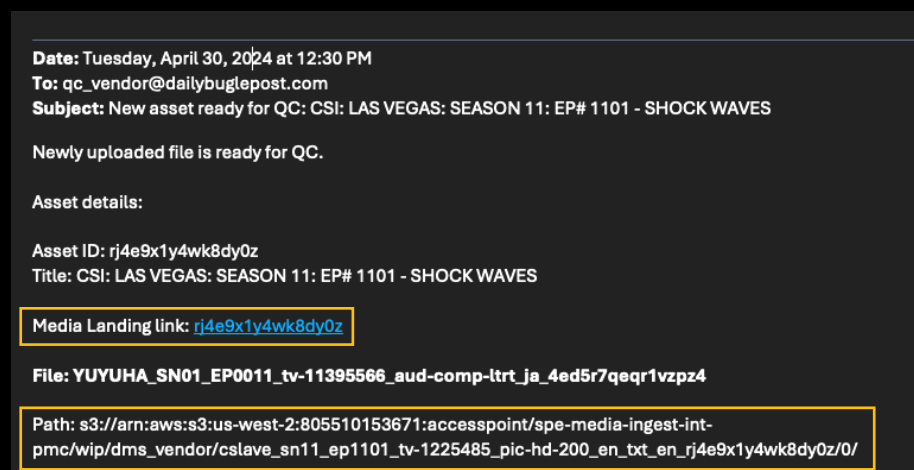 Date: Tuesday, April 30, 2024 at 12:30 PM
To: qc_vendor@dailybuglepost.com
Subject: New asset ready for QC: CSI: LAS VEGAS: SEASON 11: EP# 1101 - SHOCK WAVES
Newly uploaded file is ready for QC.
Asset details:
Asset ID: rj4e9x1y4wk8dy0z
Title: CSI: LAS VEGAS: SEASON 11: EP# 1101 - SHOCK WAVES
Media Landing link: rj4e9x1y4wk8dy0z
File: YUYUHA_SN01_EP0011_tv-11395566_aud-comp-ltrt_ja_4ed5r7qeqr1vzpz4
Path: s3://arn:aws:s3:us-west-2:805510153671:accesspoint/spe-media-ingest-int-
pmc/wip/dms_vendor/cslave_sn11_ep1101_tv-1225485_pic-hd-200_en_txt_en_rj4e9x1y4wk8dy0z/0/